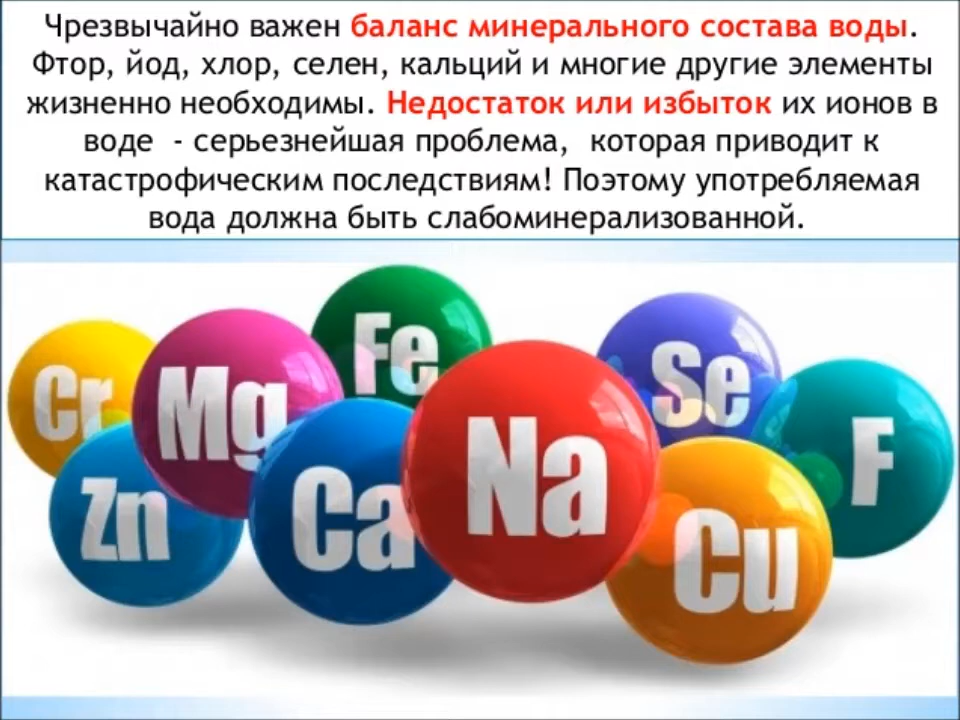 Чрезвычайно важен баланс минерального состава воды.
Фтор, йод, хлор, селен, кальций и многие другие элементы
жизненно необходимы. Недостаток или избыток их ионов в
воде - серьезнейшая проблема, которая приводит к
катастрофическим последствиям! Поэтому употребляемая
вода должна быть слабоминерализованной.
Cr Mg Fe Se F
Zn Ca Na Cu